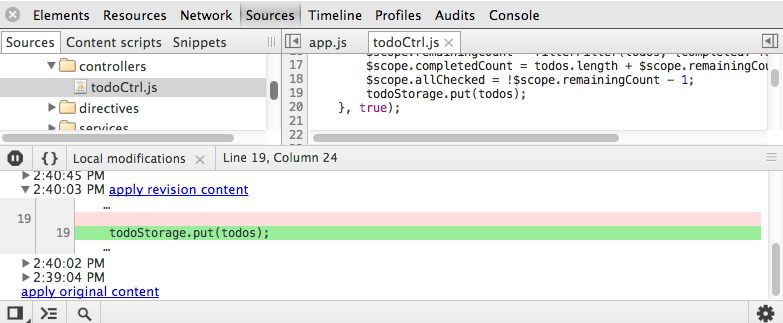 Elements Resources Network Sources Timeline Profiles Audits Console
Sources Content scripts Snippets
app.js todoCtrl.js
controllers
todoCtrl.js
directives
services
17 $scope.completedCount = todos.length + $scope.remainingCou
18 $scope.allChecked = !$scope.remainingCount - 1;
19 todoStorage.put(todos);
20 }, true);
21
22
{} Local modifications Line 19, Column 24
2:40:45 PM
2:40:03 PM apply revision content
…
19
19 todoStorage.put(todos);
…
2:40:02 PM
2:39:04 PM
apply original content